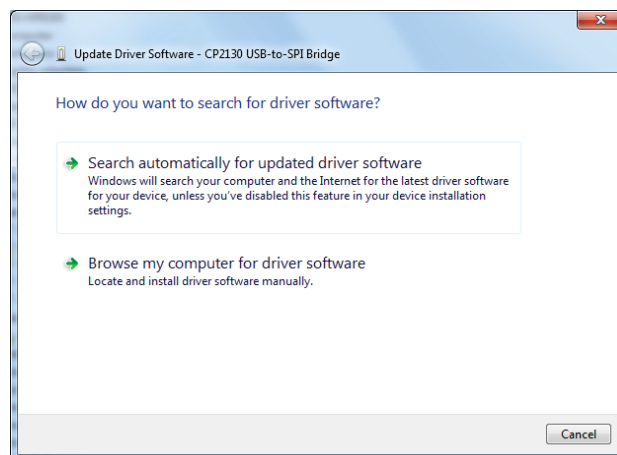 Update Driver Software - CP2130 USB-to-SPI Bridge
How do you want to search for driver software?
Search automatically for updated driver software
Windows will search your computer and the Internet for the latest driver software
for your device, unless you've disabled this feature in your device installation
settings.
Browse my computer for driver software
Locate and install driver software manually.
Cancel